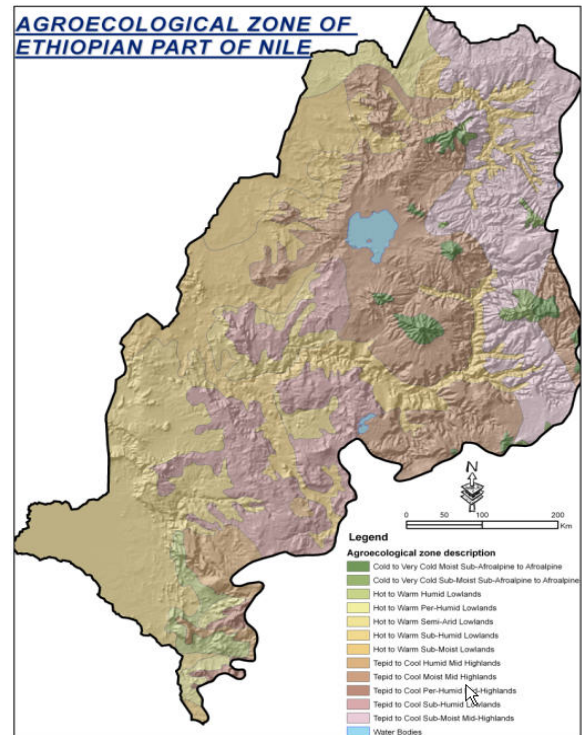 AGROECOLOGICAL ZONE OF
ETHIOPIAN PART OF NILE
N
0 50 100 200
Km
Legend
Agroecological zone description
Cold to Very Cold Moist Sub-Afroalpine to Afroalpine
Cold to Very Cold Sub-Moist Sub-Afroalpine to Afroalpine
Hot to Warm Humid Lowlands
Hot to Warm Per-Humid Lowlands
Hot to Warm Semi-Arid Lowlands
Hot to Warm Sub-Humid Lowlands
Hot to Warm Sub-Moist Lowlands
Tepid to Cool Humid Mid Highlands
Tepid to Cool Moist Mid Highlands
Tepid to Cool Per-Humid Mid-Highlands
Tepid to Cool Sub-Humid
Tepid to Cool Sub-Moist Mid-Highlands
Water Bodies